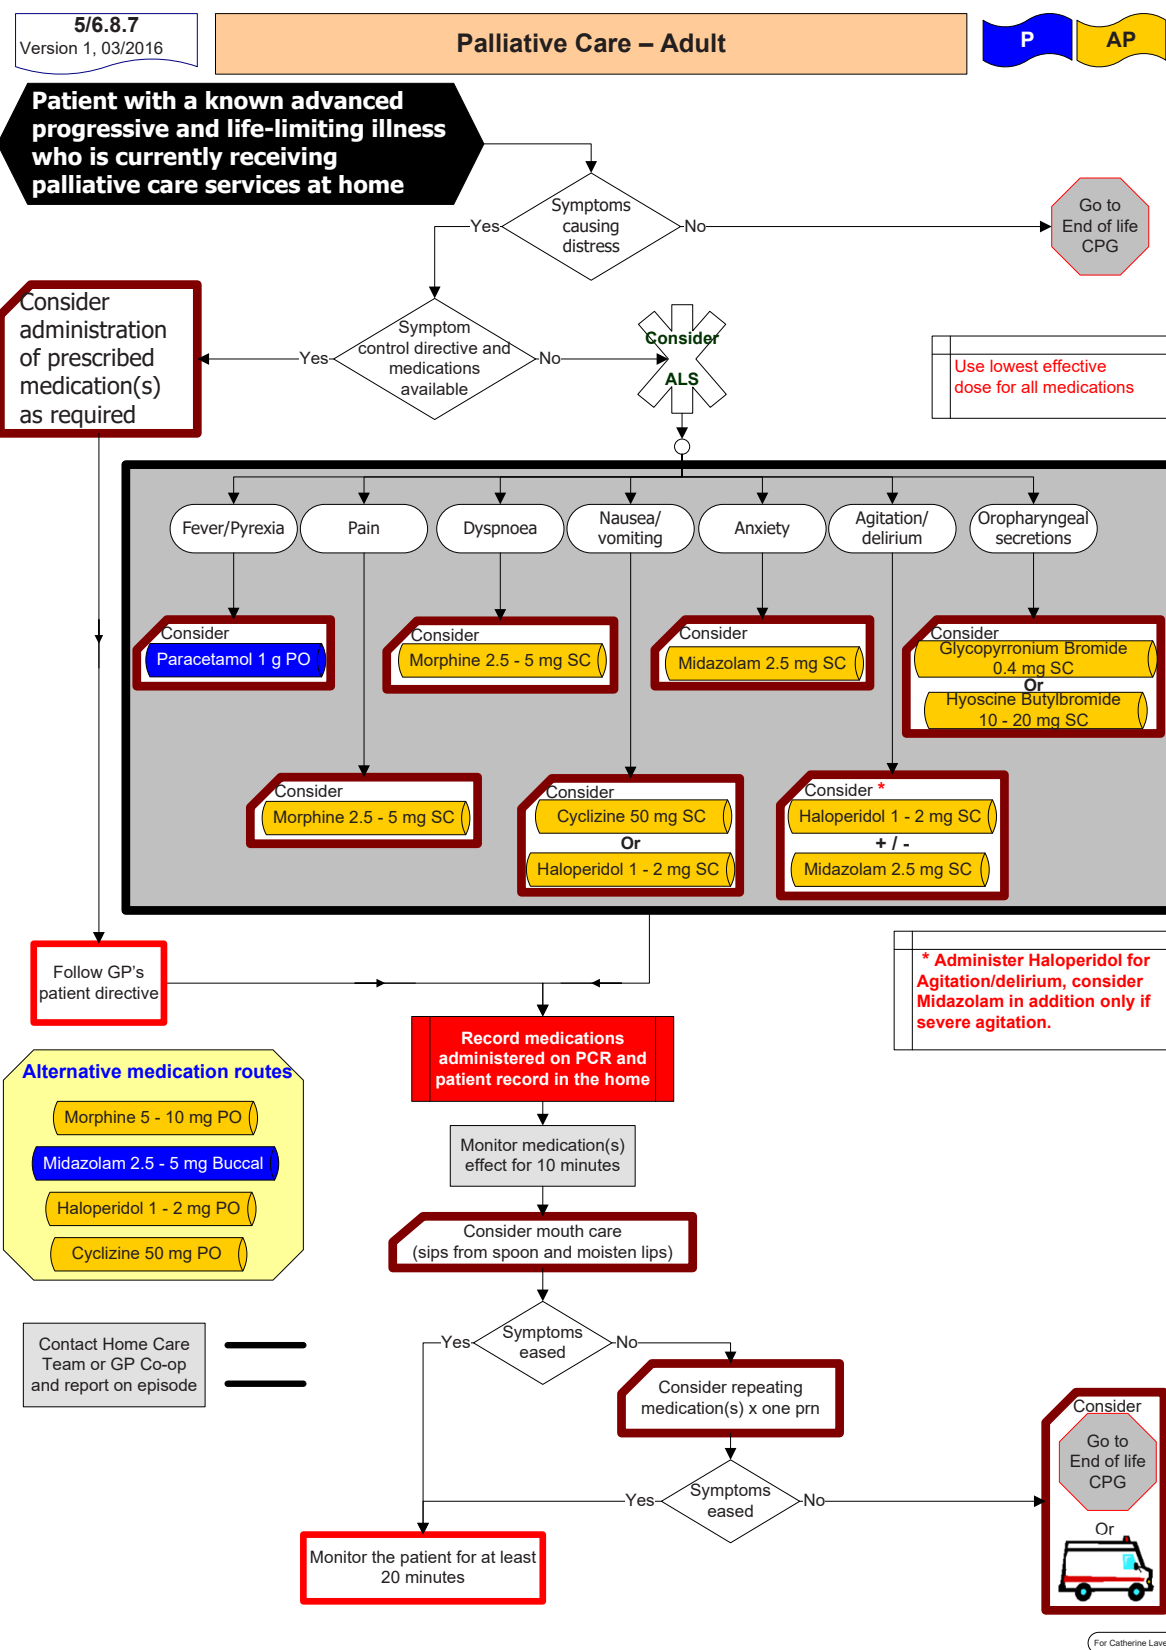 5/6.8.7
Version 1, 03/2016
Palliative Care – Adult
P
AP
Patient with a known advanced
progressive and life-limiting illness
who is currently receiving
palliative care services at home
Symptoms
causing
distress
Yes
No
Go to
End of life
CPG
Consider
administration
of prescribed
medication(s)
as required
Yes
Symptom
control directive and
medications
available
No
Consider
ALS
Use lowest effective
dose for all medications
Fever/Pyrexia
Pain
Dyspnoea
Nausea/
vomiting
Anxiety
Agitation/
delirium
Oropharyngeal
secretions
Consider
Paracetamol 1 g PO
Consider
Morphine 2.5 - 5 mg SC
Consider
Midazolam 2.5 mg SC
Consider
Glycopyrronium Bromide
0.4 mg SC
Or
Hyoscine Butylbromide
10 - 20 mg SC
Consider
Morphine 2.5 - 5 mg SC
Consider
Cyclizine 50 mg SC
Or
Haloperidol 1 - 2 mg SC
Consider *
Haloperidol 1 - 2 mg SC
+ / -
Midazolam 2.5 mg SC
Follow GP's
patient directive
* Administer Haloperidol for
Agitation/delirium, consider
Midazolam in addition only if
severe agitation.
Record medications
administered on PCR and
patient record in the home
Alternative medication routes
Morphine 5 - 10 mg PO
Midazolam 2.5 - 5 mg Buccal
Haloperidol 1 - 2 mg PO
Cyclizine 50 mg PO
Monitor medication(s)
effect for 10 minutes
Consider mouth care
(sips from spoon and moisten lips)
Contact Home Care
Team or GP Co-op
and report on episode
Yes
Symptoms
eased
No
Consider repeating
medication(s) x one prn
Yes
Symptoms
eased
No
Consider
Go to
End of life
CPG
Or
Monitor the patient for at least
20 minutes
For Catherine